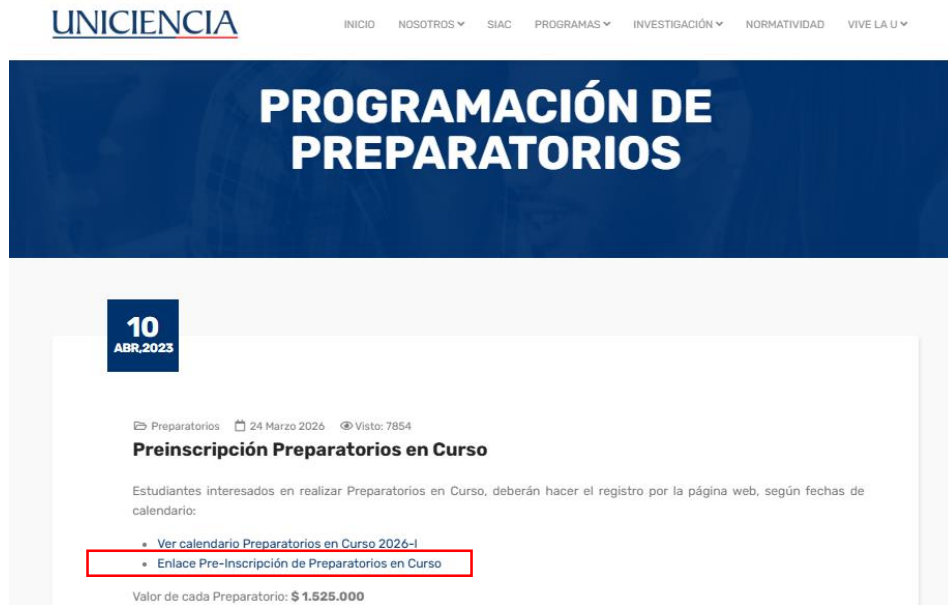 UNICIENCIA
INICIO NOSOTROS SIAC PROGRAMAS INVESTIGACIÓN NORMATIVIDAD VIVE LA U
PROGRAMACIÓN DE
PREPARATORIOS
10
ABR,2023
Preparatorios 24 Marzo 2026 Visto: 7854
Preinscripción Preparatorios en Curso
Estudiantes interesados en realizar Preparatorios en Curso, deberán hacer el registro por la página web, según fechas de
calendario:
• Ver calendario Preparatorios en Curso 2026-I
• Enlace Pre-Inscripción de Preparatorios en Curso
Valor de cada Preparatorio: $ 1.525.000